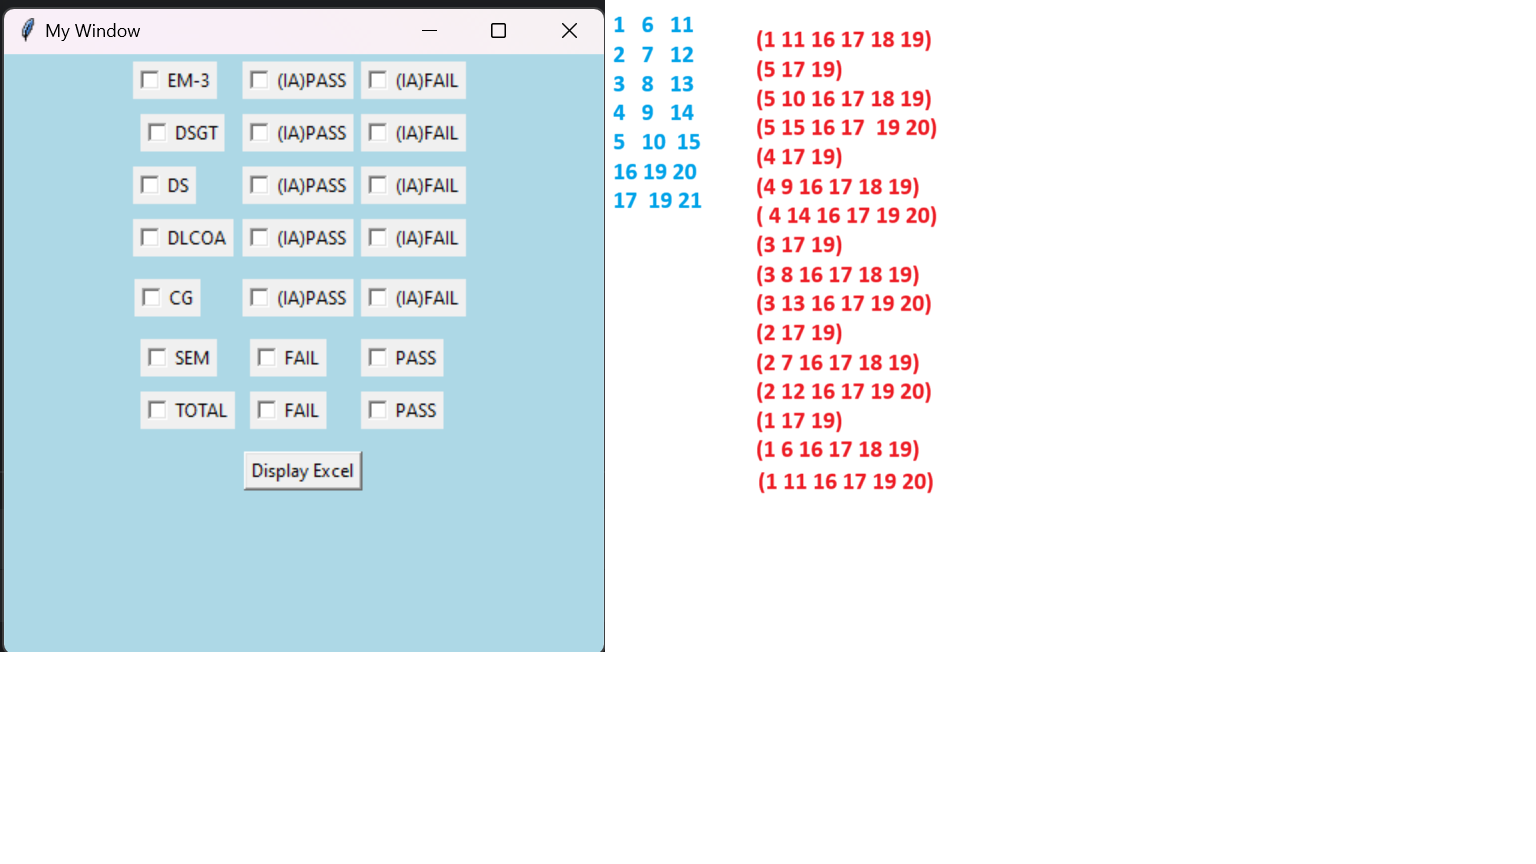 My Window
EM-3 (IA)PASS (IA)FAIL
DSGT (IA)PASS (IA)FAIL
DS (IA)PASS (IA)FAIL
DLCOA (IA)PASS (IA)FAIL
CG (IA)PASS (IA)FAIL
SEM FAIL PASS
TOTAL FAIL PASS
Display Excel
1 6 11
2 7 12
3 8 13
4 9 14
5 10 15
16 19 20
17 19 21
(1 11 16 17 18 19)
(5 17 19)
(5 10 16 17 18 19)
(5 15 16 17 19 20)
(4 17 19)
(4 9 16 17 18 19)
( 4 14 16 17 19 20)
(3 17 19)
(3 8 16 17 18 19)
(3 13 16 17 19 20)
(2 17 19)
(2 7 16 17 18 19)
(2 12 16 17 19 20)
(1 17 19)
(1 6 16 17 18 19)
(1 11 16 17 19 20)